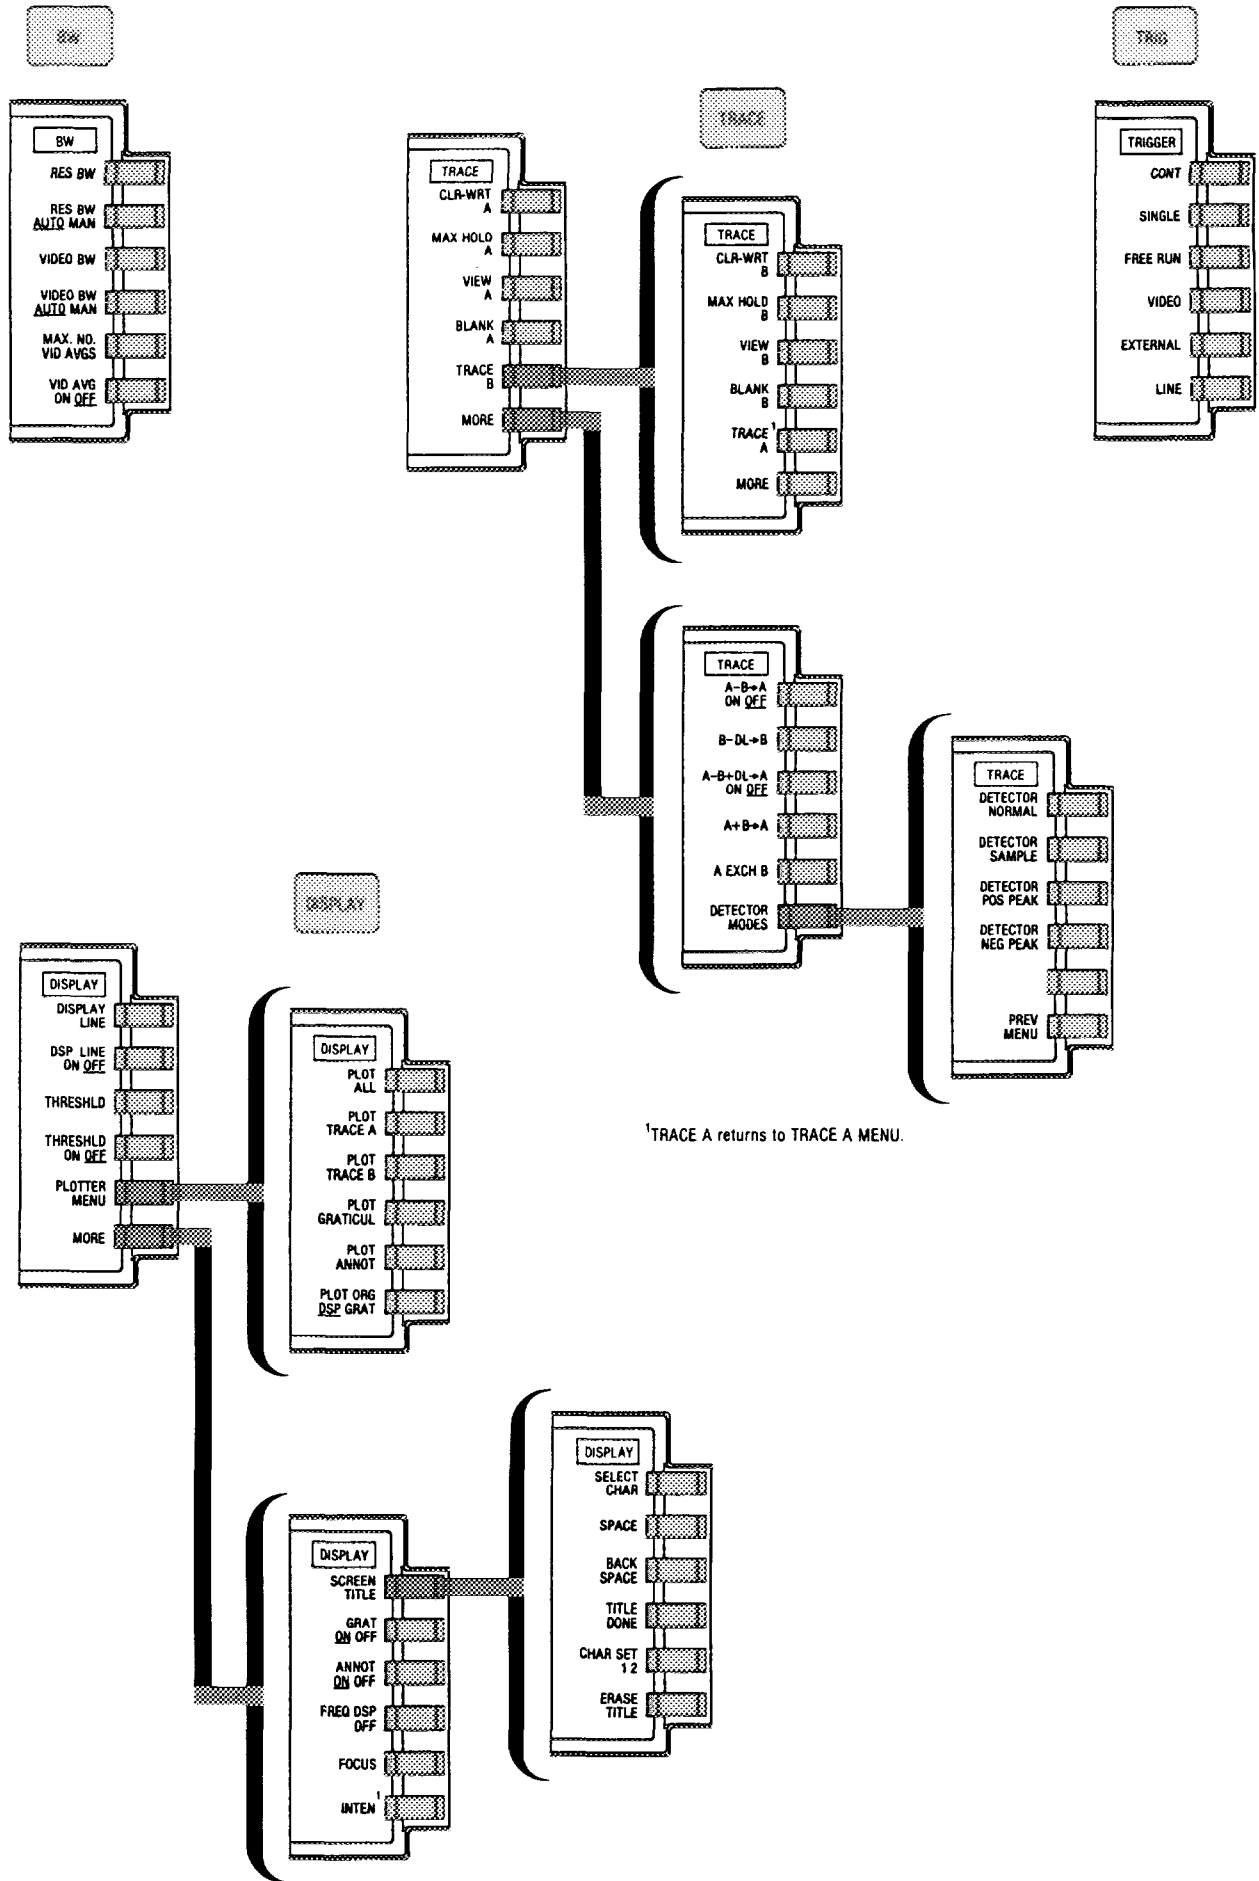 BW
BW
RES BW
RES BW
AUTO MAN
VIDEO BW
VIDEO BW
AUTO MAN
MAX. NO.
VID AVGS
VID AVG
ON OFF
TRACE
TRACE
CLR-WRT
A
MAX HOLD
A
VIEW
A
BLANK
A
TRACE
B
MORE
TRACE
CLR-WRT
B
MAX HOLD
B
VIEW
B
BLANK
B
TRACE 1
A
MORE
TRIG
TRIGGER
CONT
SINGLE
FREE RUN
VIDEO
EXTERNAL
LINE
TRACE
A-B→A
ON OFF
B-DL→B
A-B+DL→A
ON OFF
A+B→A
A EXCH B
DETECTOR
MODES
TRACE
DETECTOR
NORMAL
DETECTOR
SAMPLE
DETECTOR
POS PEAK
DETECTOR
NEG PEAK
PREV
MENU
1TRACE A returns to TRACE A MENU.
DISPLAY
DISPLAY
DISPLAY
LINE
DSP LINE
ON OFF
THRESHLD
THRESHLD
ON OFF
PLOTTER
MENU
MORE
DISPLAY
PLOT
ALL
PLOT
TRACE A
PLOT
TRACE B
PLOT
GRATICUL
PLOT
ANNOT
PLOT ORG
DSP GRAT
DISPLAY
SCREEN
TITLE
GRAT
ON OFF
ANNOT
ON OFF
FREQ DSP
OFF
FOCUS
INTEN 1
DISPLAY
SELECT
CHAR
SPACE
BACK
SPACE
TITLE
DONE
CHAR SET
1 2
ERASE
TITLE